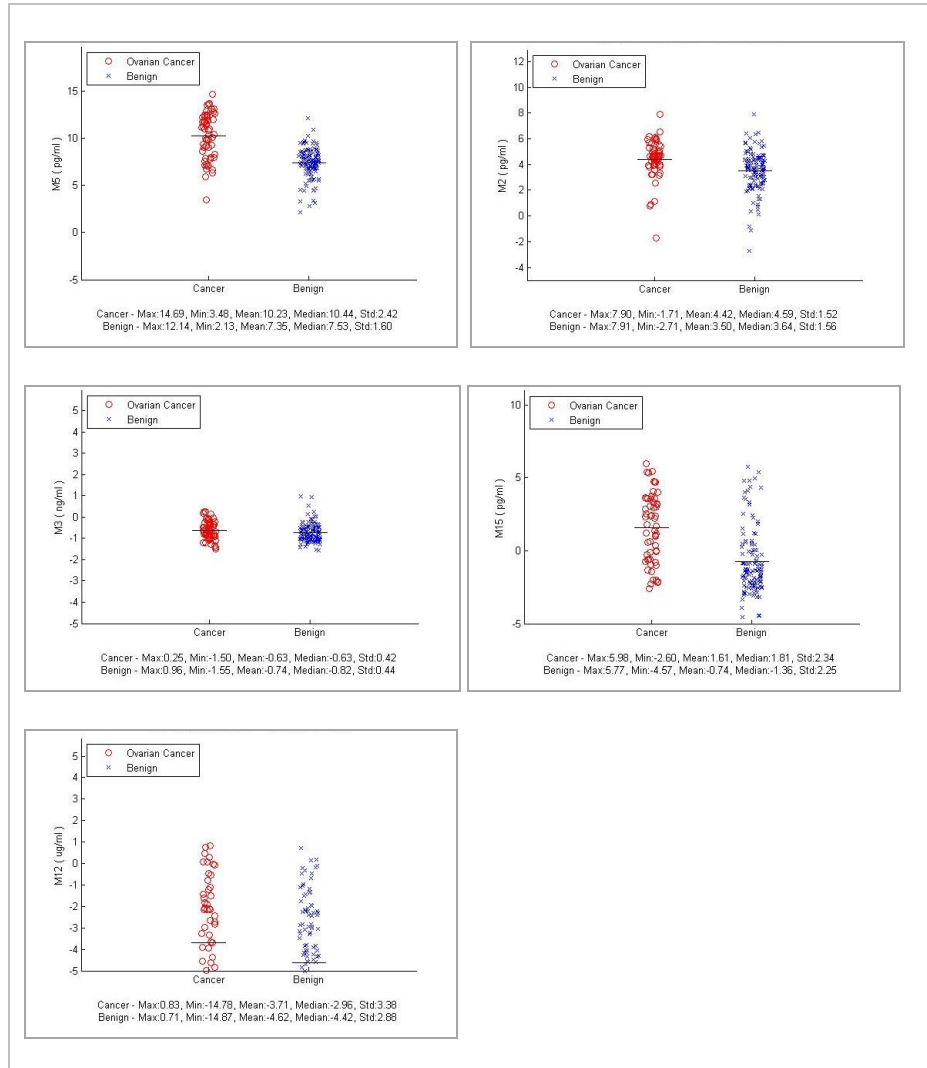 Ovarian Cancer
Benign
15
10
5
0
-5
M5 ( pg/ml )
Cancer
Benign
Cancer - Max:14.69, Min:3.48, Mean:10.23, Median:10.44, Std:2.42
Benign - Max:12.14, Min:2.13, Mean:7.35, Median:7.53, Std:1.60
Ovarian Cancer
Benign
12
10
8
6
4
2
0
-2
-4
M2 ( pg/ml )
Cancer
Benign
Cancer - Max:7.90, Min:-1.71, Mean:4.42, Median:4.59, Std:1.52
Benign - Max:7.91, Min:-2.71, Mean:3.50, Median:3.64, Std:1.56
Ovarian Cancer
Benign
5
4
3
2
1
0
-1
-2
-3
-4
-5
M3 ( ng/ml )
Cancer
Benign
Cancer - Max:0.25, Min:-1.50, Mean:-0.63, Median:-0.63, Std:0.42
Benign - Max:0.96, Min:-1.55, Mean:-0.74, Median:-0.82, Std:0.44
Ovarian Cancer
Benign
10
5
0
-5
M15 ( pg/ml )
Cancer
Benign
Cancer - Max:5.98, Min:-2.60, Mean:1.61, Median:1.81, Std:2.34
Benign - Max:5.77, Min:-4.57, Mean:-0.74, Median:-1.36, Std:2.25
Ovarian Cancer
Benign
5
4
3
2
1
0
-1
-2
-3
-4
-5
M12 ( ug/ml )
Cancer
Benign
Cancer - Max:0.83, Min:-14.78, Mean:-3.71, Median:-2.96, Std:3.38
Benign - Max:0.71, Min:-14.87, Mean:-4.62, Median:-4.42, Std:2.88